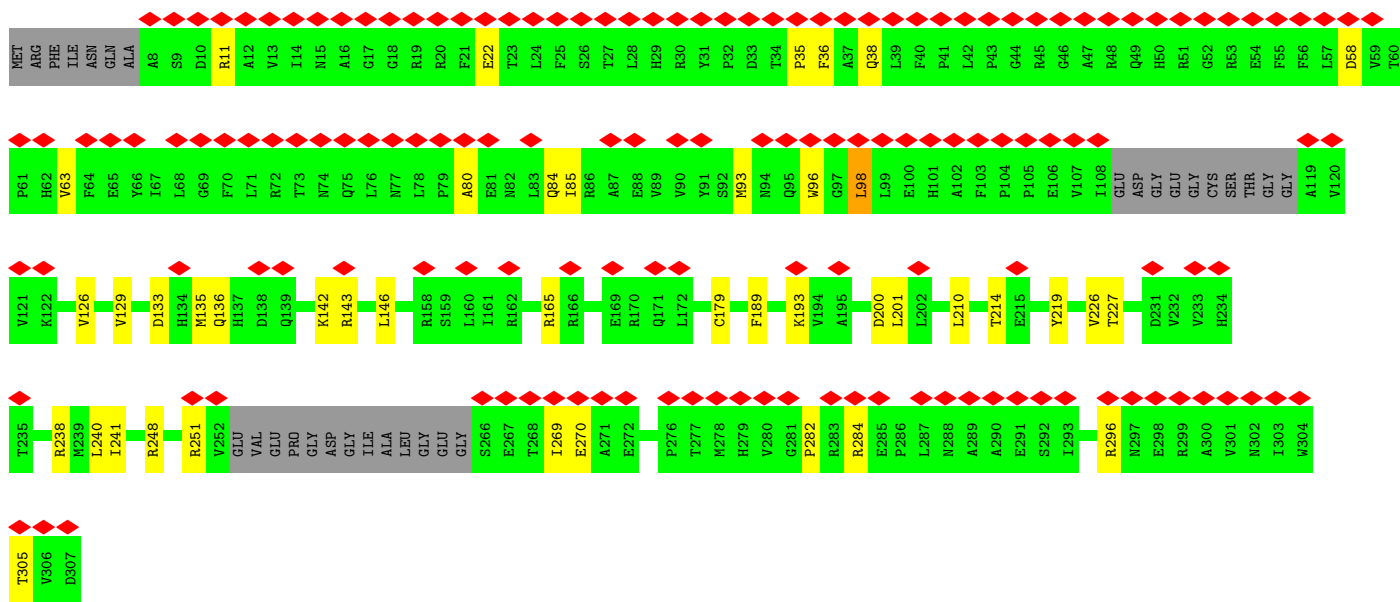 MET ARG PHE ILE ASN GLN ALA A8 S9 D10 R11 A12 V13 I14 N15 A16 G17 G18 R19 R20 F21 E22 T23 L24 F25 S26 T27 L28 H29 R30 Y31 P32 D33 T34 P35 F36 A37 Q38 L39 F40 P41 L42 P43 G44 R45 G46 A47 R48 Q49 H50 R51 G52 R53 E54 F55 F56 L57 D58 V59 T60
P61 H62 V63 F64 E65 Y66 I67 L68 G69 F70 L71 R72 T73 N74 Q75 L76 N77 L78 P79 A80 E81 N82 L83 Q84 I85 R86 A87 E88 V89 V90 Y91 S92 M93 N94 Q95 W96 G97 L98 L99 E100 H101 A102 F103 P104 P105 E106 V107 I108 GLU ASP GLY GLU GLY CYS SER THR GLY GLY A119 V120
V121 K122 V126 V129 D133 H134 M135 Q136 H137 D138 Q139 K142 R143 L146 R158 S159 L160 I161 R162 R165 R166 E169 R170 Q171 L172 C179 F189 K193 V194 A195 D200 L201 L202 L210 T214 E215 Y219 V226 T227 D231 V232 V233 H234
T235 R238 M239 L240 I241 R248 R251 V252 GLU VAL GLU PRO GLY ASP GLY ILE ALA LEU GLY GLU GLY S266 E267 T268 I269 E270 A271 E272 P276 T277 M278 H279 V280 G281 P282 R283 R284 E285 P286 L287 N288 A289 A290 E291 S292 I293 R296 N297 E298 R299 A300 V301 N302 I303 W304
T305 V306 D307